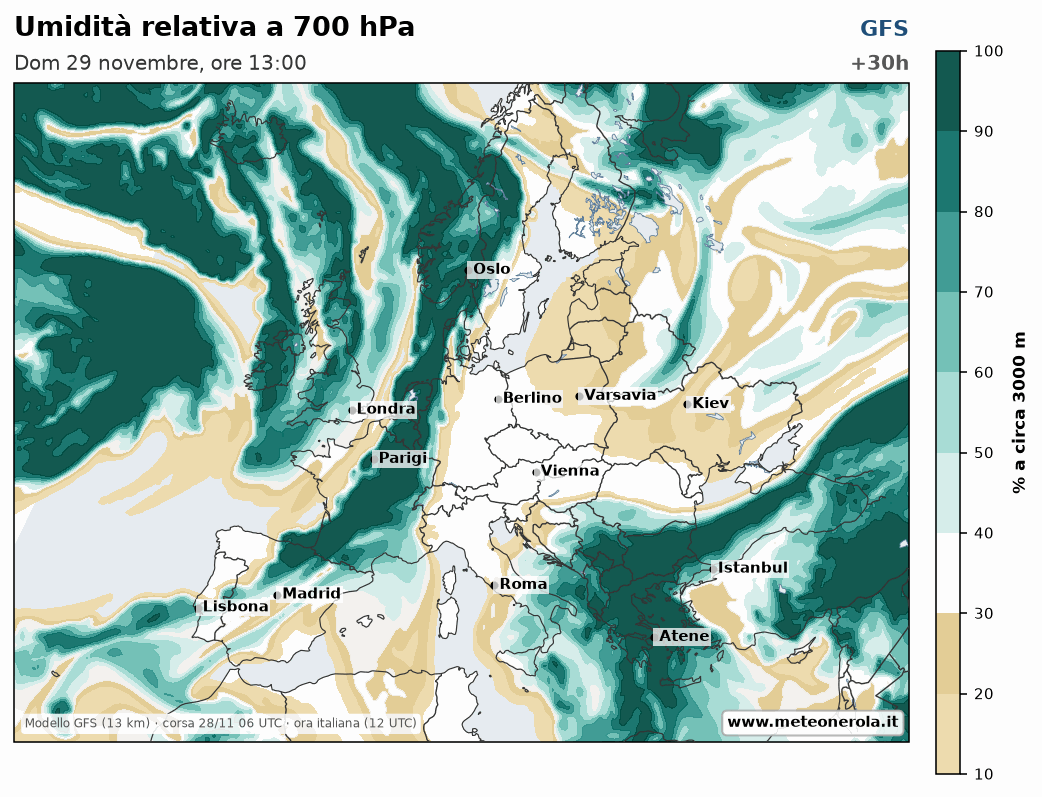 Umidità relativa a 700 hPa
GFS
Dom 29 novembre, ore 13:00
+30h
100
90
80
70
60
50
40
30
20
10
% a circa 3000 m
Oslo
Berlino
Varsavia
Kiev
Londra
Parigi
Vienna
Istanbul
Roma
Madrid
Lisbona
Atene
Modello GFS (13 km) · corsa 28/11 06 UTC · ora italiana (12 UTC)
www.meteonerola.it